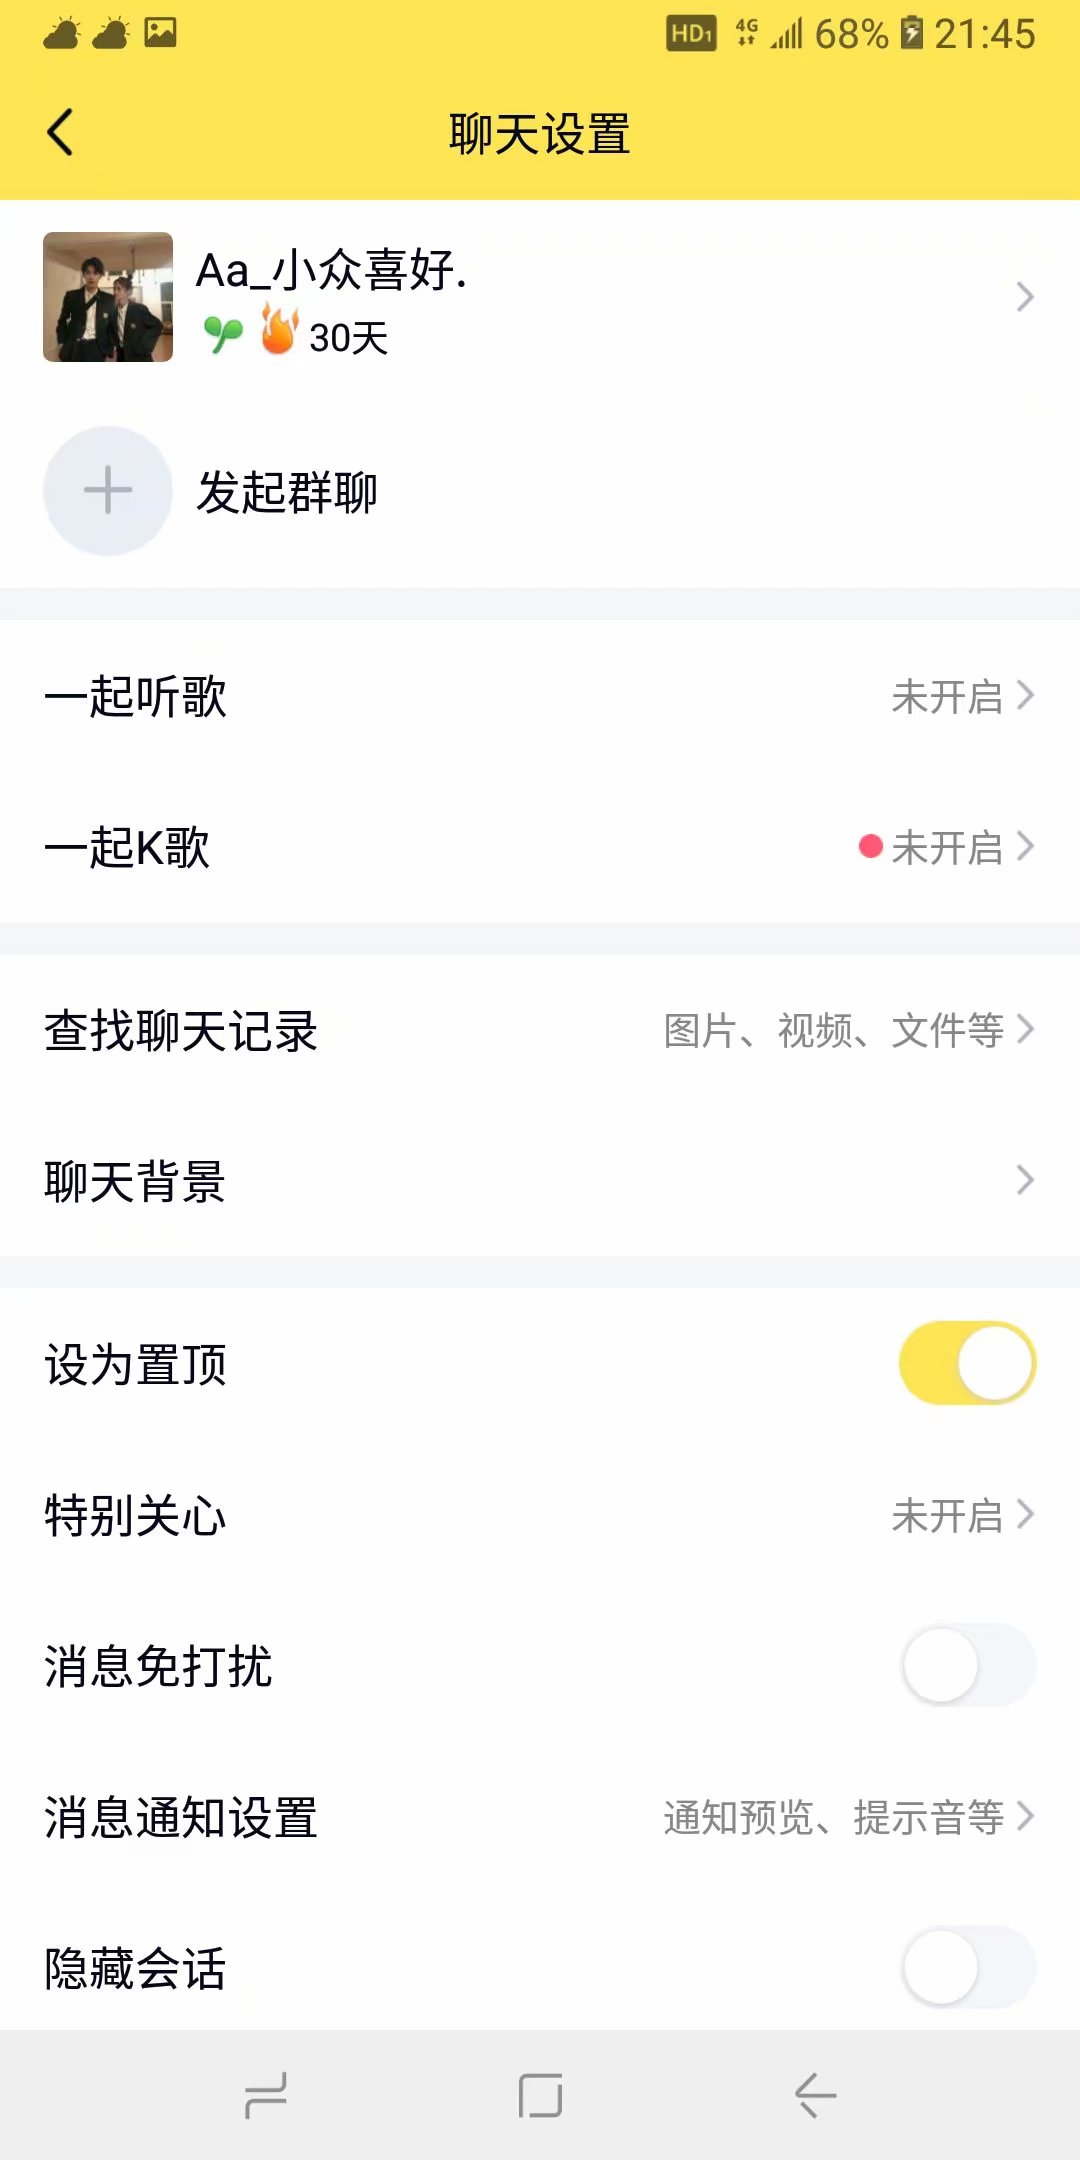 HD1 4G 68% 21:45
聊天设置
Aa_小众喜好.
30天
发起群聊
一起听歌 未开启
一起K歌 未开启
查找聊天记录 图片、视频、文件等
聊天背景
设为置顶
特别关心 未开启
消息免打扰
消息通知设置 通知预览、提示音等
隐藏会话